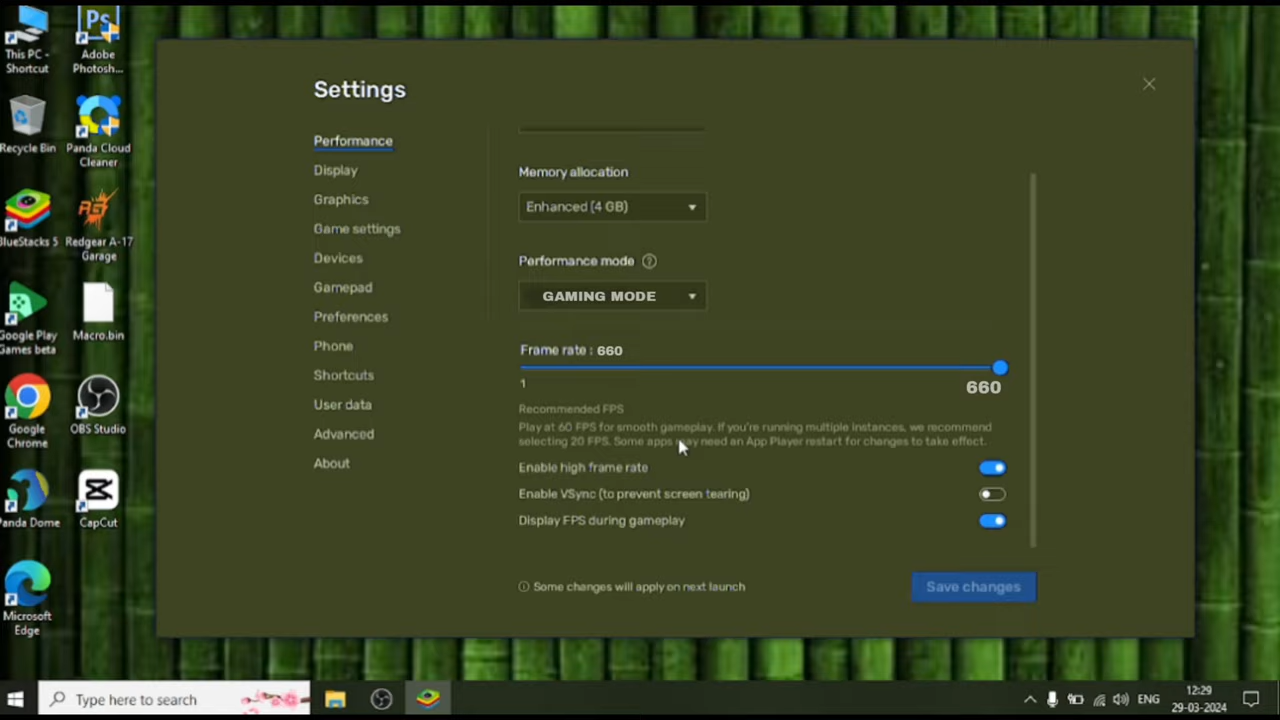 This PC - Shortcut
Adobe Photosh...
Recycle Bin
Panda Cloud Cleaner
BlueStacks 5
Redgear A-17 Garage
Google Play Games beta
Macro.bin
Google Chrome
OBS Studio
Panda Dome
CapCut
Microsoft Edge
Settings
Performance
Display
Graphics
Game settings
Devices
Gamepad
Preferences
Phone
Shortcuts
User data
Advanced
About
Memory allocation
Enhanced (4 GB)
Performance mode
GAMING MODE
Frame rate : 660
1
660
Recommended FPS
Play at 60 FPS for smooth gameplay. If you're running multiple instances, we recommend
selecting 20 FPS. Some apps may need an App Player restart for changes to take effect.
Enable high frame rate
Enable VSync (to prevent screen tearing)
Display FPS during gameplay
Some changes will apply on next launch
Save changes
Type here to search
ENG
12:29
29-03-2024